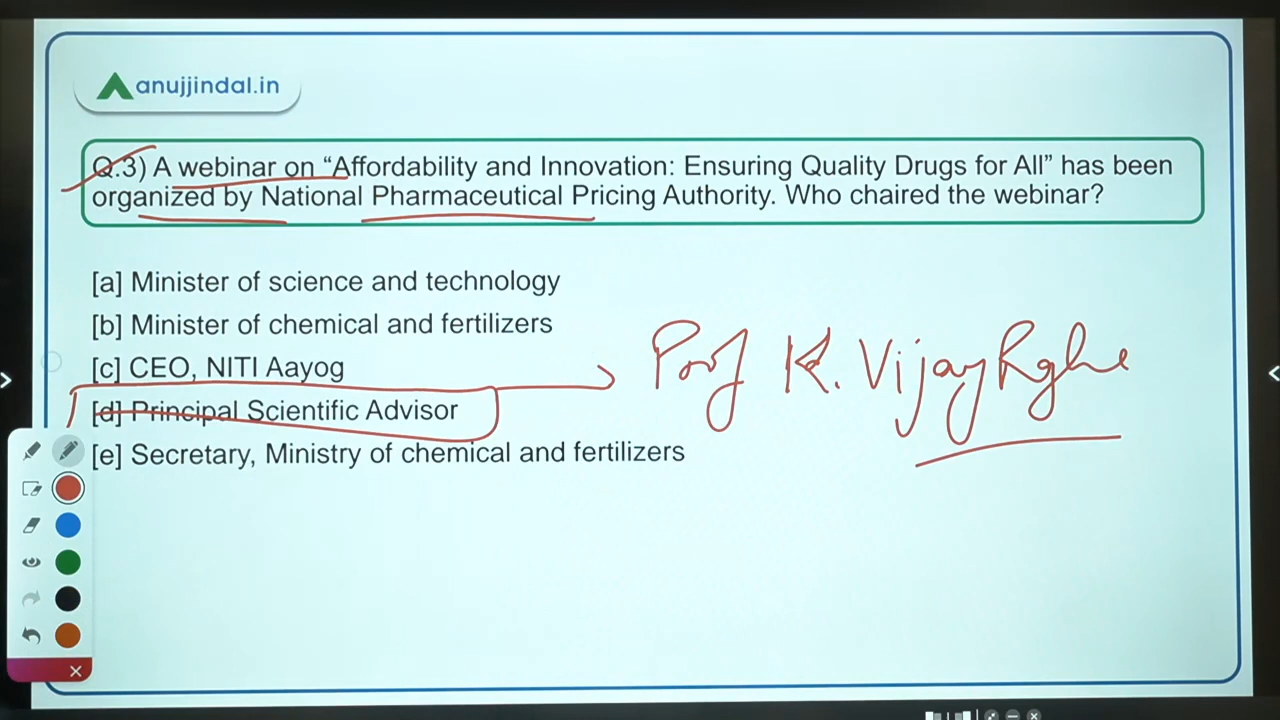 anujjindal.in
Q.3) A webinar on “Affordability and Innovation: Ensuring Quality Drugs for All” has been
organized by National Pharmaceutical Pricing Authority. Who chaired the webinar?
[a] Minister of science and technology
[b] Minister of chemical and fertilizers
[c] CEO, NITI Aayog
[d] Principal Scientific Advisor
[e] Secretary, Ministry of chemical and fertilizers
Prof K. VijayRghe